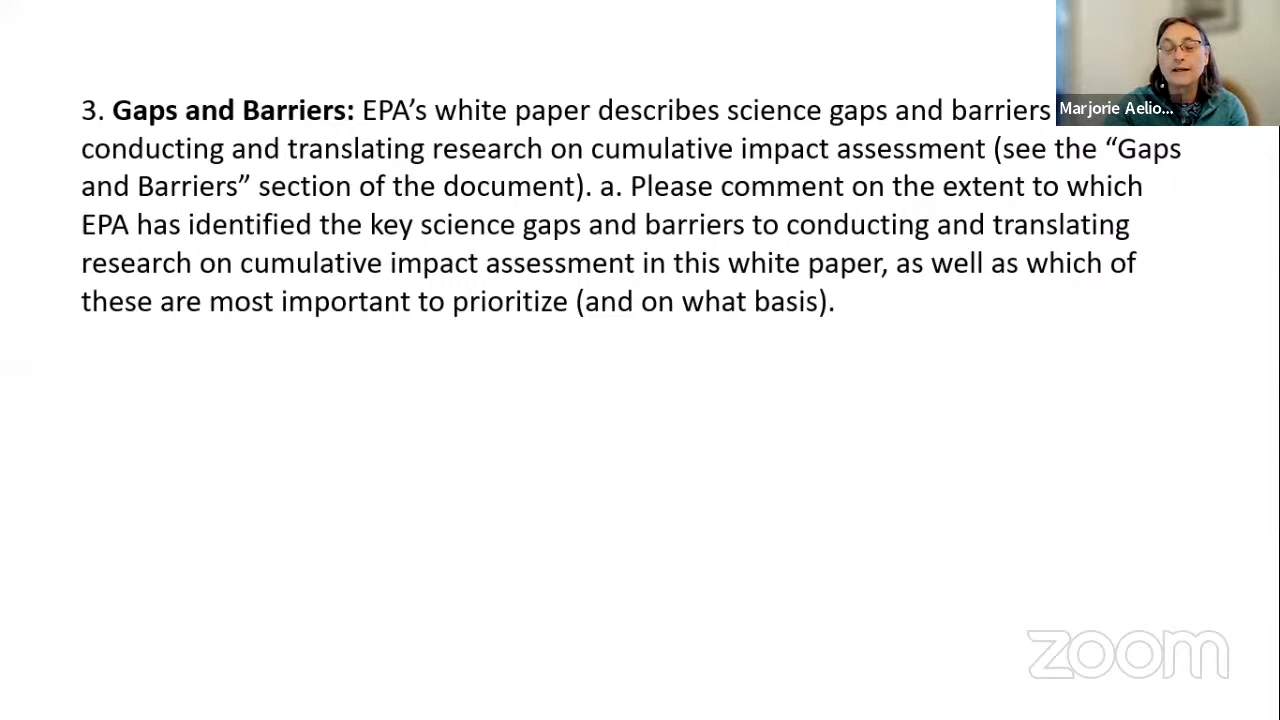 3. Gaps and Barriers: EPA’s white paper describes science gaps and barriers
Marjorie Aelio...
conducting and translating research on cumulative impact assessment (see the “Gaps
and Barriers” section of the document). a. Please comment on the extent to which
EPA has identified the key science gaps and barriers to conducting and translating
research on cumulative impact assessment in this white paper, as well as which of
these are most important to prioritize (and on what basis).
zoom